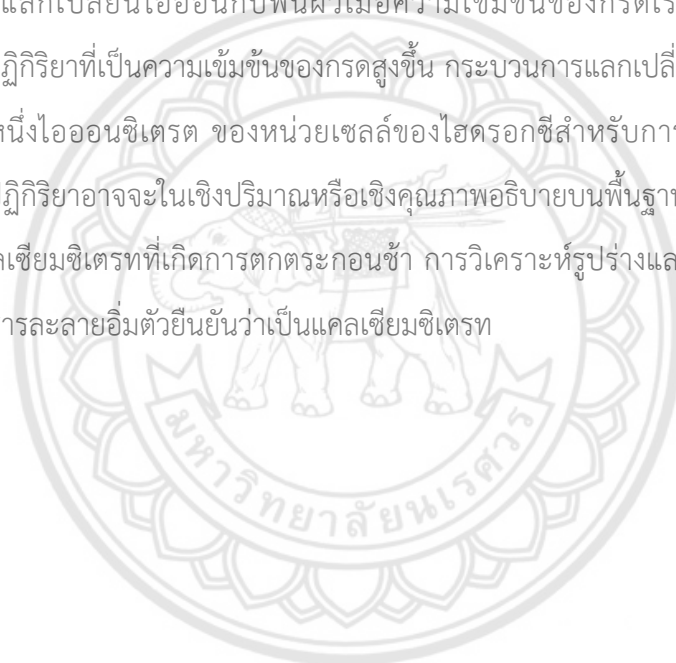 แลกเปลี่ยนไอออนกับพื้นผิวเมื่อความเข้มข้นของกรดเร
ฏิกิริยาที่เป็นความเข้มข้นของกรดสูงขึ้น กระบวนการแลกเปลี่
หนึ่งไอออนซิเตรต ของหน่วยเซลล์ของไฮดรอกซีสำหรับการ
ปฏิกิริยาอาจจะในเชิงปริมาณหรือเชิงคุณภาพอธิบายบนพื้นฐาน
ลเซียมซิเตรทที่เกิดการตกตระกอนช้า การวิเคราะห์รูปร่างแล
ารละลายอิ่มตัวยืนยันว่าเป็นแคลเซียมซิเตรท
มหาวิทยาลัยนเรศวร